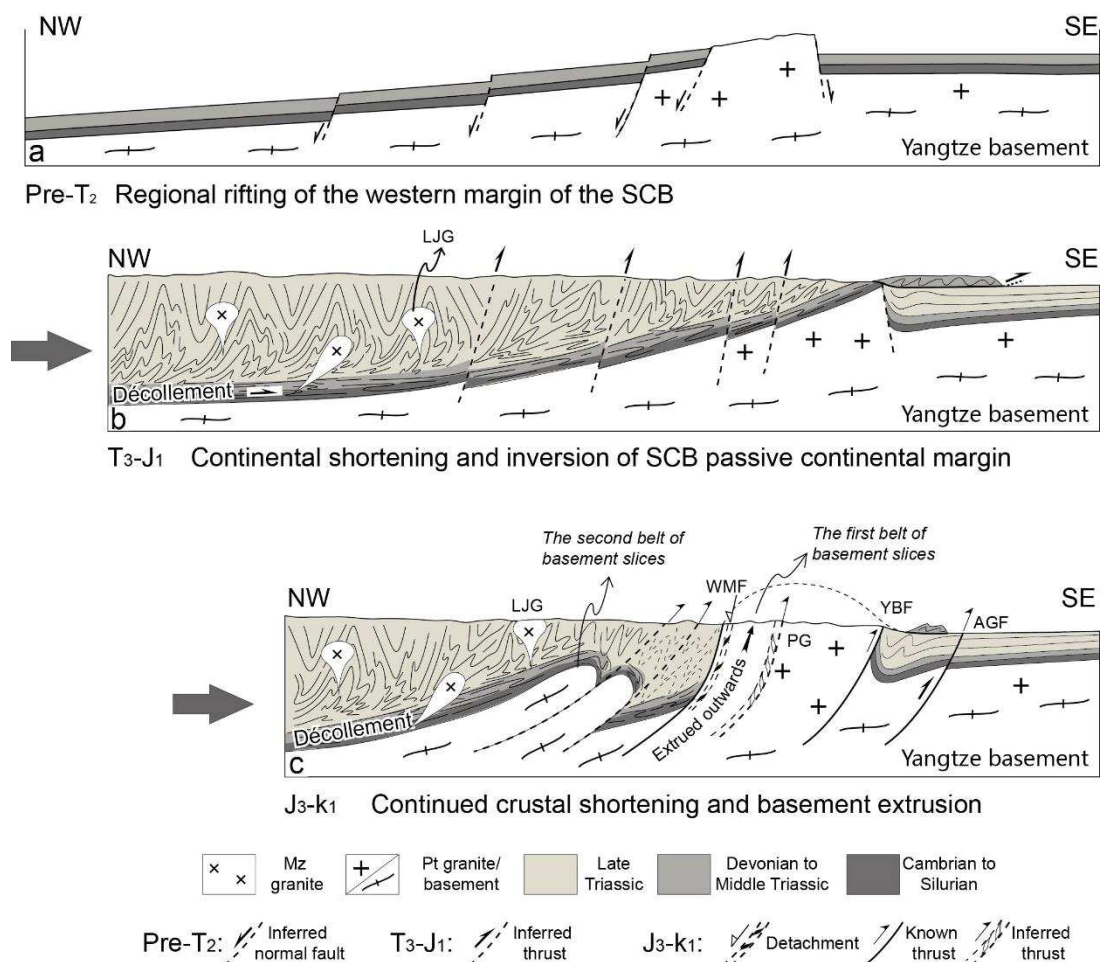 NW
SE
Yangtze basement
a
Pre-T₂ Regional rifting of the western margin of the SCB
LJG
NW
SE
Décollement
b
Yangtze basement
T₃-J₁ Continental shortening and inversion of SCB passive continental margin
The second belt of
basement slices
The first belt of
basement slices
NW
SE
LJG
WMF
YBF
AGF
PG
Extrued outwards
Décollement
c
Yangtze basement
J₃-k₁ Continued crustal shortening and basement extrusion
Mz
granite
Pt granite/
basement
Late
Triassic
Devonian to
Middle Triassic
Cambrian to
Silurian
Pre-T₂:
Inferred
normal fault
T₃-J₁:
Inferred
thrust
J₃-k₁:
Detachment
Known
thrust
Inferred
thrust